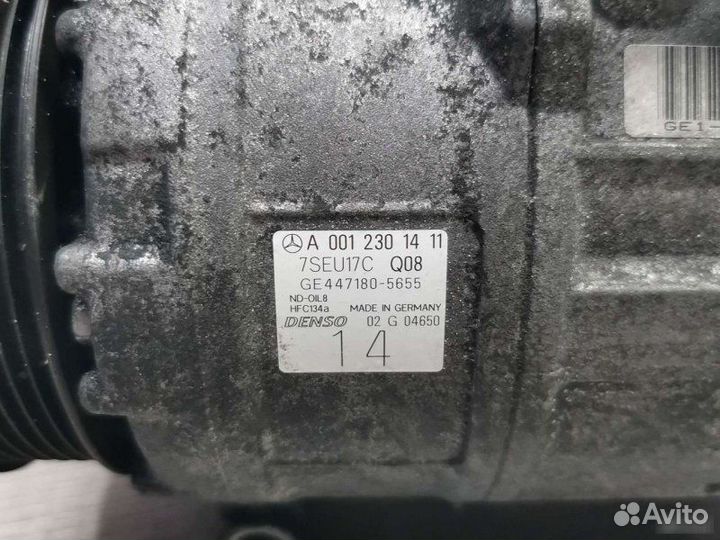 A 001 230 14 11
7SEU17C Q08
GE447180-5655
ND-OIL8
HFC134a MADE IN GERMANY
DENSO 02 G 04650
14
GE1-
Avito